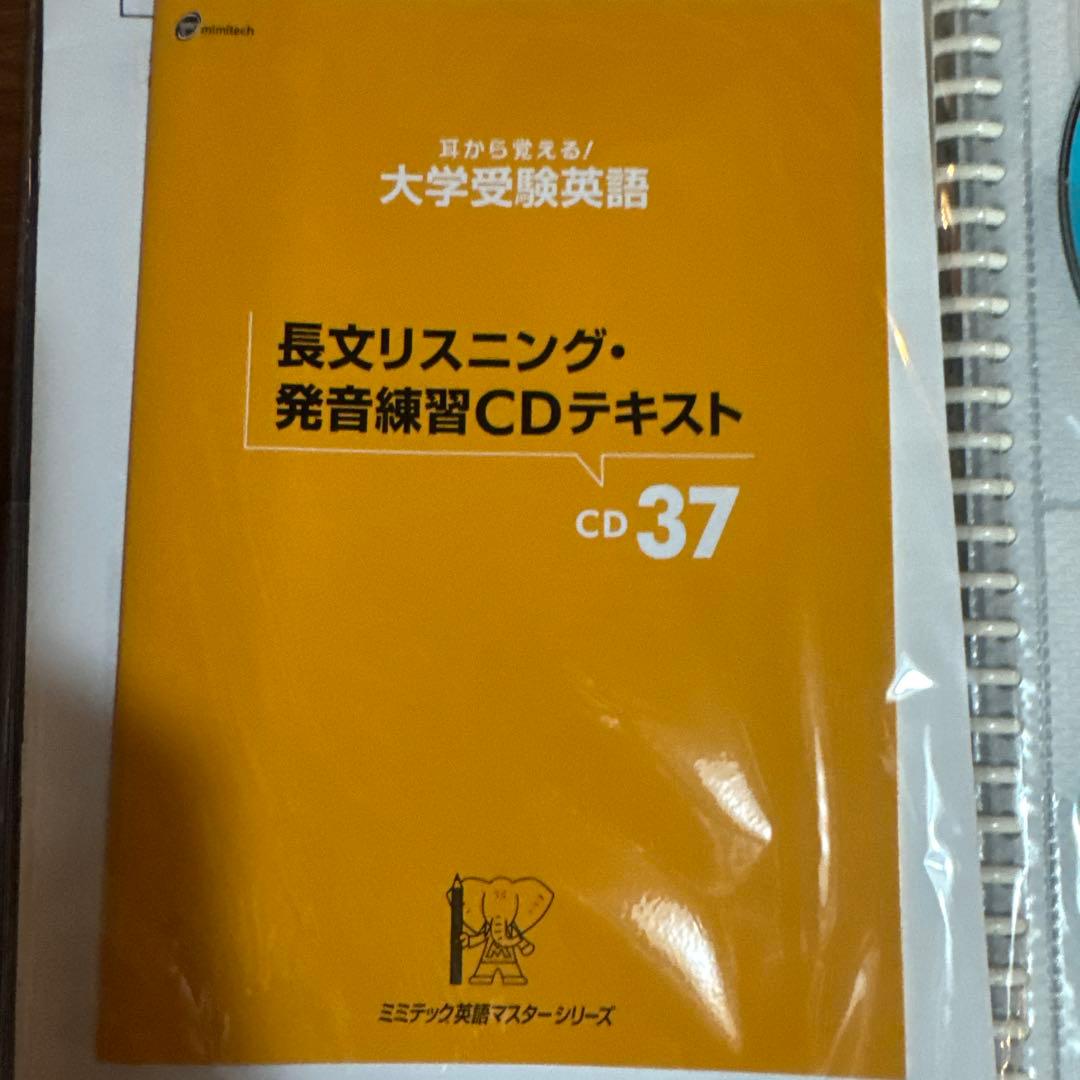 mimitech
耳から覚える!
大学受験英語
長文リスニング・
発音練習CDテキスト
CD 37
ミミテック英語マスターシリーズ